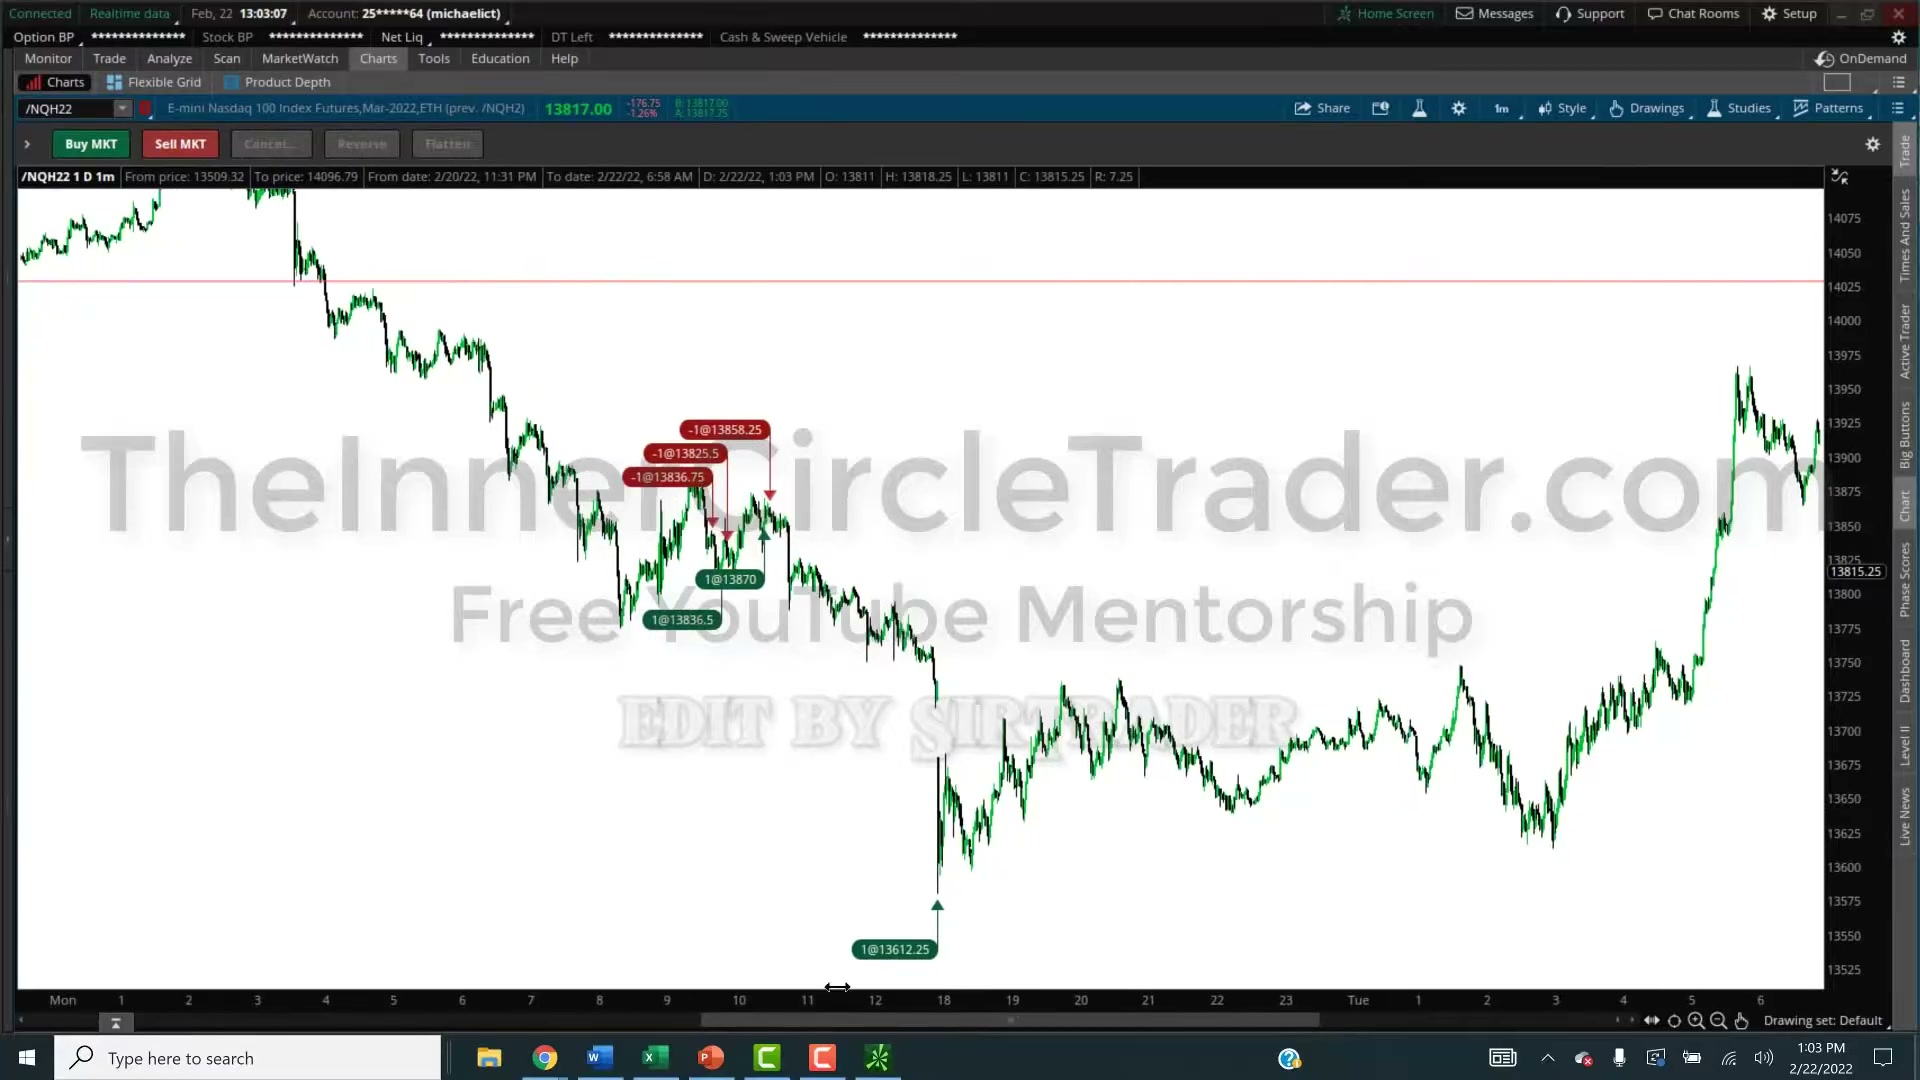 Connected Realtime data Feb, 22 13:03:07 Account: 25*****64 (michaelict) Home Screen Messages Support Chat Rooms Setup
Option BP ************** Stock BP ************** Net Liq ************** DT Left ************** Cash & Sweep Vehicle **************
Monitor Trade Analyze Scan MarketWatch Charts Tools Education Help OnDemand
Charts Flexible Grid Product Depth
/NQH22 E-mini Nasdaq 100 Index Futures,Mar-2022,ETH (prev. /NQH2) 13817.00 -176.75 B: 13817.00 Share 1m Style Drawings Studies Patterns
-1.26% A: 13817.25
Buy MKT Sell MKT Cancel... Reverse Flatten
/NQH22 1 D 1m From price: 13509.32 To price: 14096.79 From date: 2/20/22, 11:31 PM To date: 2/22/22, 6:58 AM D: 2/22/22, 1:03 PM O: 13811 H: 13818.25 L: 13811 C: 13815.25 R: 7.25
14075
14050
14025
14000
13975
13950
13925
13900
13875
13850
13825
13815.25
13800
13775
13750
13725
13700
13675
13650
13625
13600
13575
13550
13525
-1@13858.25
-1@13825.5
-1@13836.75
TheInnerCircleTrader.com
1@13870
1@13836.5
Free YouTube Mentorship
EDIT BY SIRTRADER
1@13612.25
Mon 1 2 3 4 5 6 7 8 9 10 11 12 18 19 20 21 22 23 Tue 1 2 3 4 5 6
Drawing set: Default
Trade
Times And Sales
Active Trader
Big Buttons
Chart
Phase Scores
Dashboard
Level II
Live News
Type here to search
1:03 PM
2/22/2022